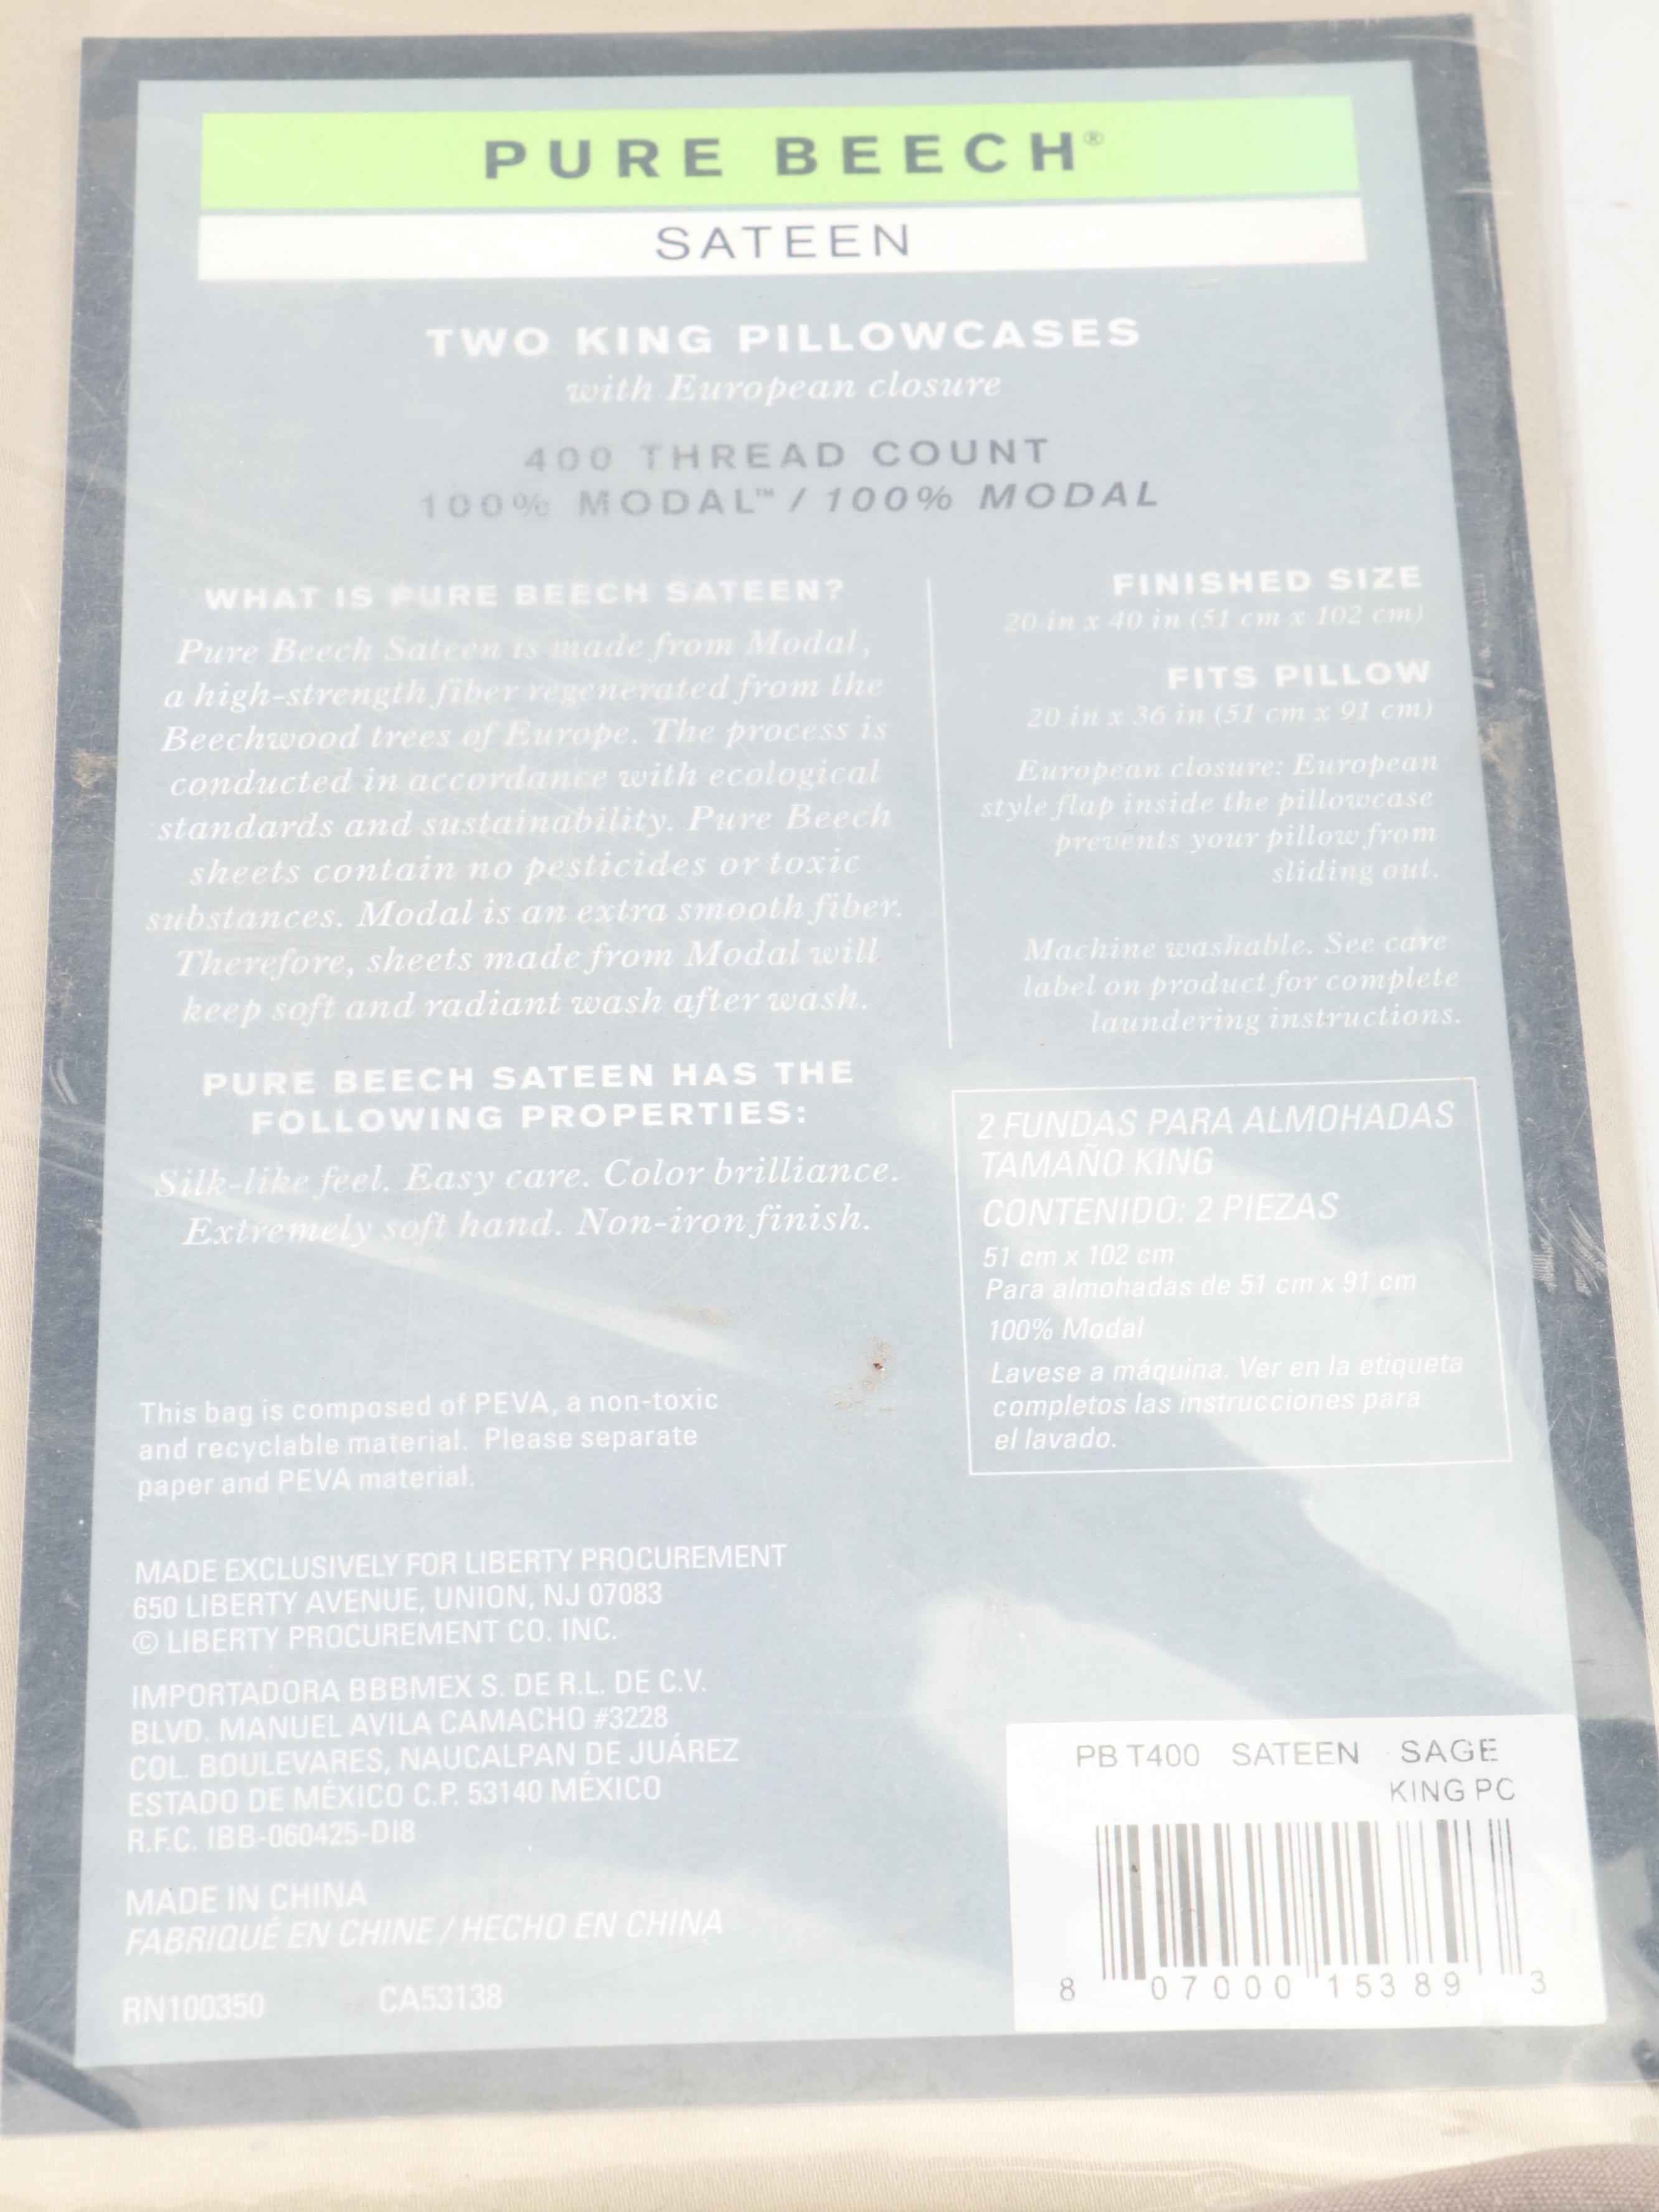 PURE BEECH®
SATEEN
TWO KING PILLOWCASES
with European closure
400 THREAD COUNT
100% MODAL™ / 100% MODAL
WHAT IS PURE BEECH SATEEN?
Pure Beech Sateen is made from Modal,
a high-strength fiber regenerated from the
Beechwood trees of Europe. The process is
conducted in accordance with ecological
standards and sustainability. Pure Beech
sheets contain no pesticides or toxic
substances. Modal is an extra smooth fiber.
Therefore, sheets made from Modal will
keep soft and radiant wash after wash.
PURE BEECH SATEEN HAS THE
FOLLOWING PROPERTIES:
Silk-like feel. Easy care. Color brilliance.
Extremely soft hand. Non-iron finish.
FINISHED SIZE
20 in x 40 in (51 cm x 102 cm)
FITS PILLOW
20 in x 36 in (51 cm x 91 cm)
European closure: European
style flap inside the pillowcase
prevents your pillow from
sliding out.
Machine washable. See care
label on product for complete
laundering instructions.
2 FUNDAS PARA ALMOHADAS
TAMAÑO KING
CONTENIDO: 2 PIEZAS
51 cm x 102 cm
Para almohadas de 51 cm x 91 cm
100% Modal
Lavese a máquina. Ver en la etiqueta
completos las instrucciones para
el lavado.
This bag is composed of PEVA, a non-toxic
and recyclable material. Please separate
paper and PEVA material.
MADE EXCLUSIVELY FOR LIBERTY PROCUREMENT
650 LIBERTY AVENUE, UNION, NJ 07083
© LIBERTY PROCUREMENT CO. INC.
IMPORTADORA BBBMEX S. DE R.L. DE C.V.
BLVD. MANUEL AVILA CAMACHO #3228
COL. BOULEVARES, NAUCALPAN DE JUÁREZ
ESTADO DE MÉXICO C.P. 53140 MÉXICO
R.F.C. IBB-060425-DI8
MADE IN CHINA
FABRIQUÉ EN CHINE / HECHO EN CHINA
RN100350 CA53138
PB T400 SATEEN SAGE
KING PC
8 07000 15389 3